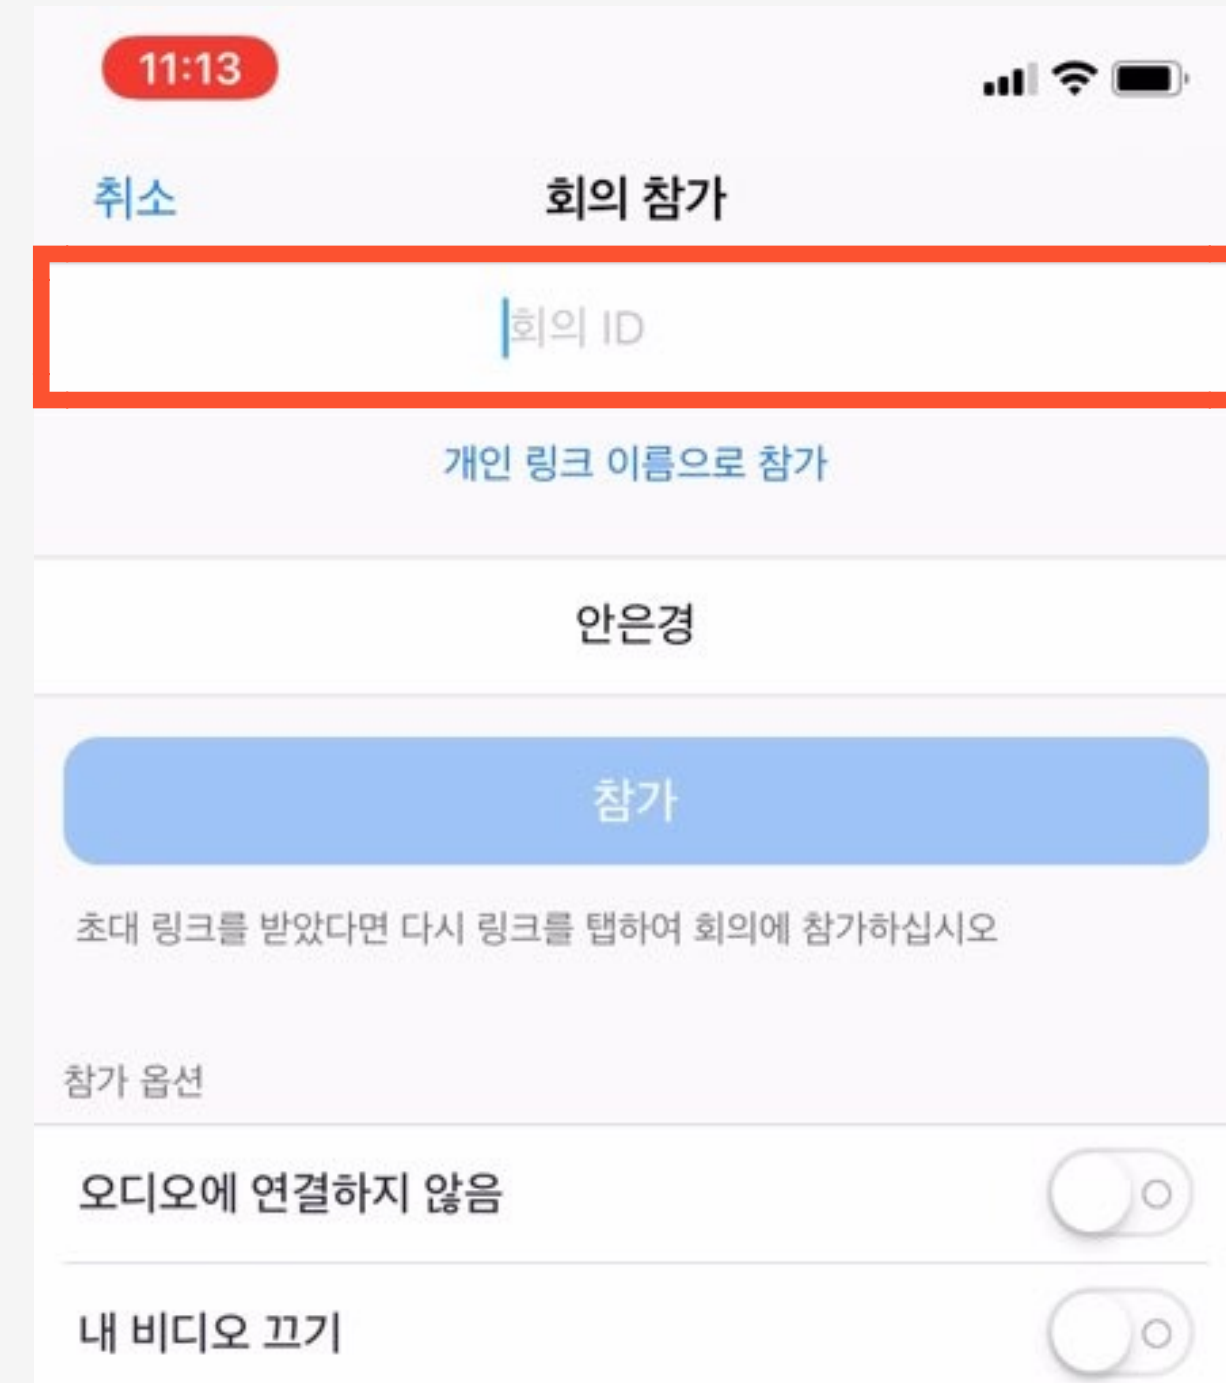 11:13
취소
회의 참가
회의 ID
개인 링크 이름으로 참가
안은경
참가
초대 링크를 받았다면 다시 링크를 탭하여 회의에 참가하십시오
참가 옵션
오디오에 연결하지 않음
내 비디오 끄기